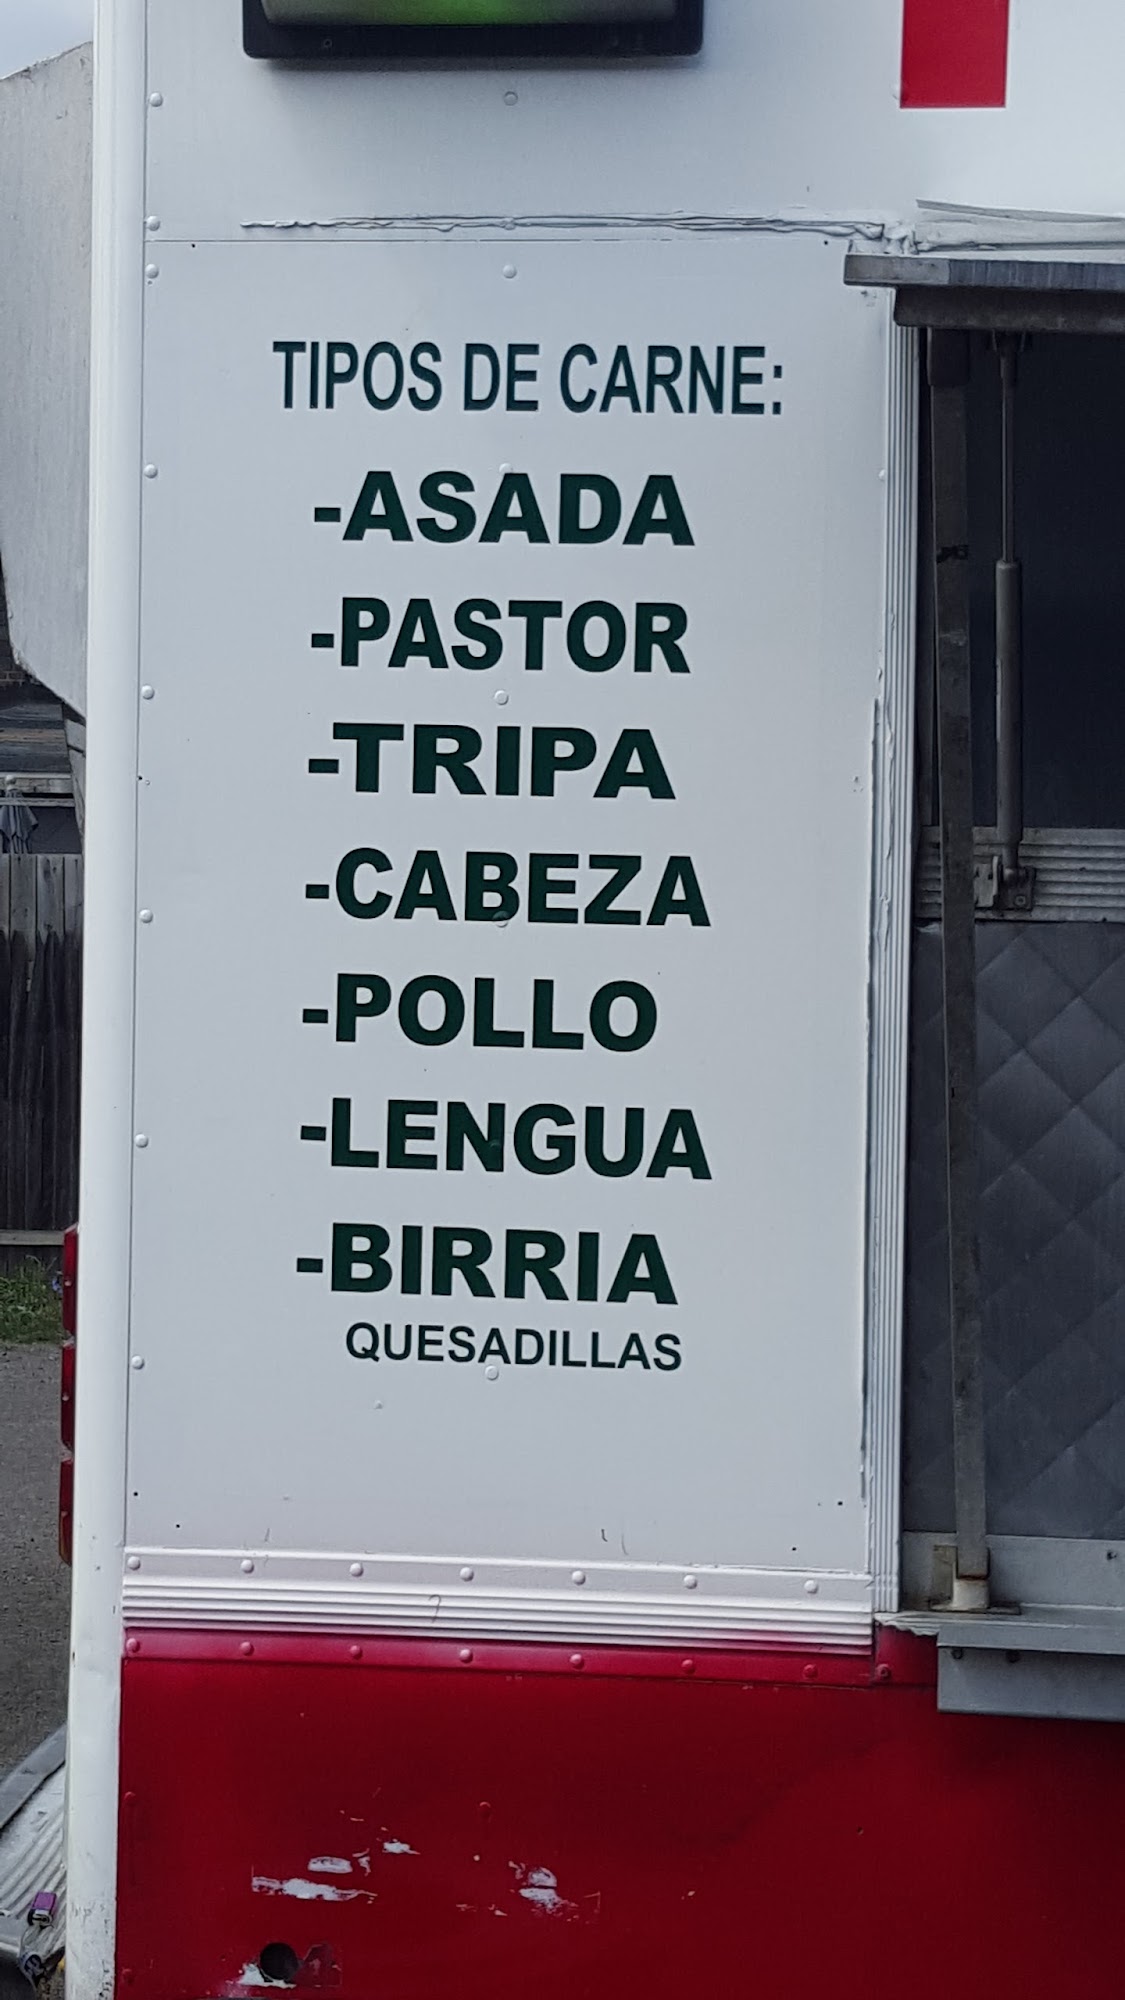 TIPOS DE CARNE:
-ASADA
-PASTOR
-TRIPA
-CABEZA
-POLLO
-LENGUA
-BIRRIA
QUESADILLAS